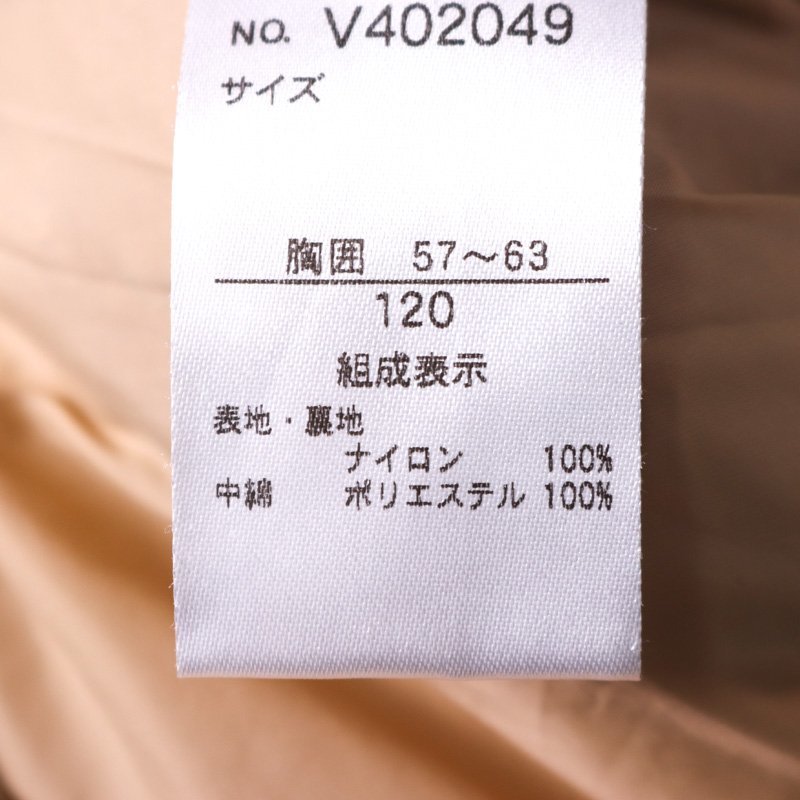 NO. V402049
サイズ
胸囲 57～63
120
組成表示
表地・裏地
ナイロン 100%
中綿 ポリエステル 100%